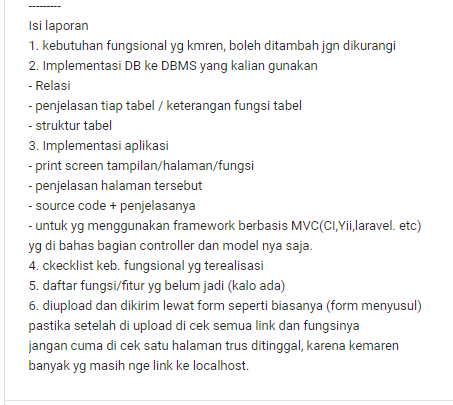 ---------
Isi laporan
1. kebutuhan fungsional yg kmren, boleh ditambah jgn dikurangi
2. Implementasi DB ke DBMS yang kalian gunakan
- Relasi
- penjelasan tiap tabel / keterangan fungsi tabel
- struktur tabel
3. Implementasi aplikasi
- print screen tampilan/halaman/fungsi
- penjelasan halaman tersebut
- source code + penjelasanya
- untuk yg menggunakan framework berbasis MVC(CI,Yii,laravel. etc)
yg di bahas bagian controller dan model nya saja.
4. ckecklist keb. fungsional yg terealisasi
5. daftar fungsi/fitur yg belum jadi (kalo ada)
6. diupload dan dikirim lewat form seperti biasanya (form menyusul)
pastika setelah di upload di cek semua link dan fungsinya
jangan cuma di cek satu halaman trus ditinggal, karena kemaren
banyak yg masih nge link ke localhost.